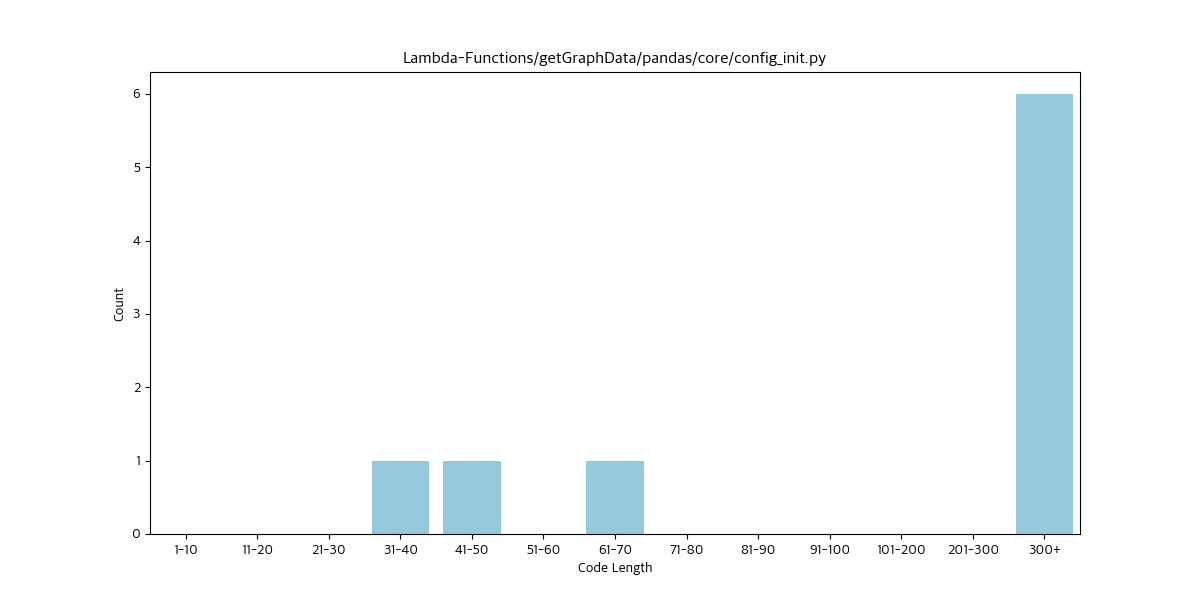 Lambda-Functions/getGraphData/pandas/core/config_init.py
6
5
4
3
2
1
0
Count
1-10 11-20 21-30 31-40 41-50 51-60 61-70 71-80 81-90 91-100 101-200 201-300 300+
Code Length